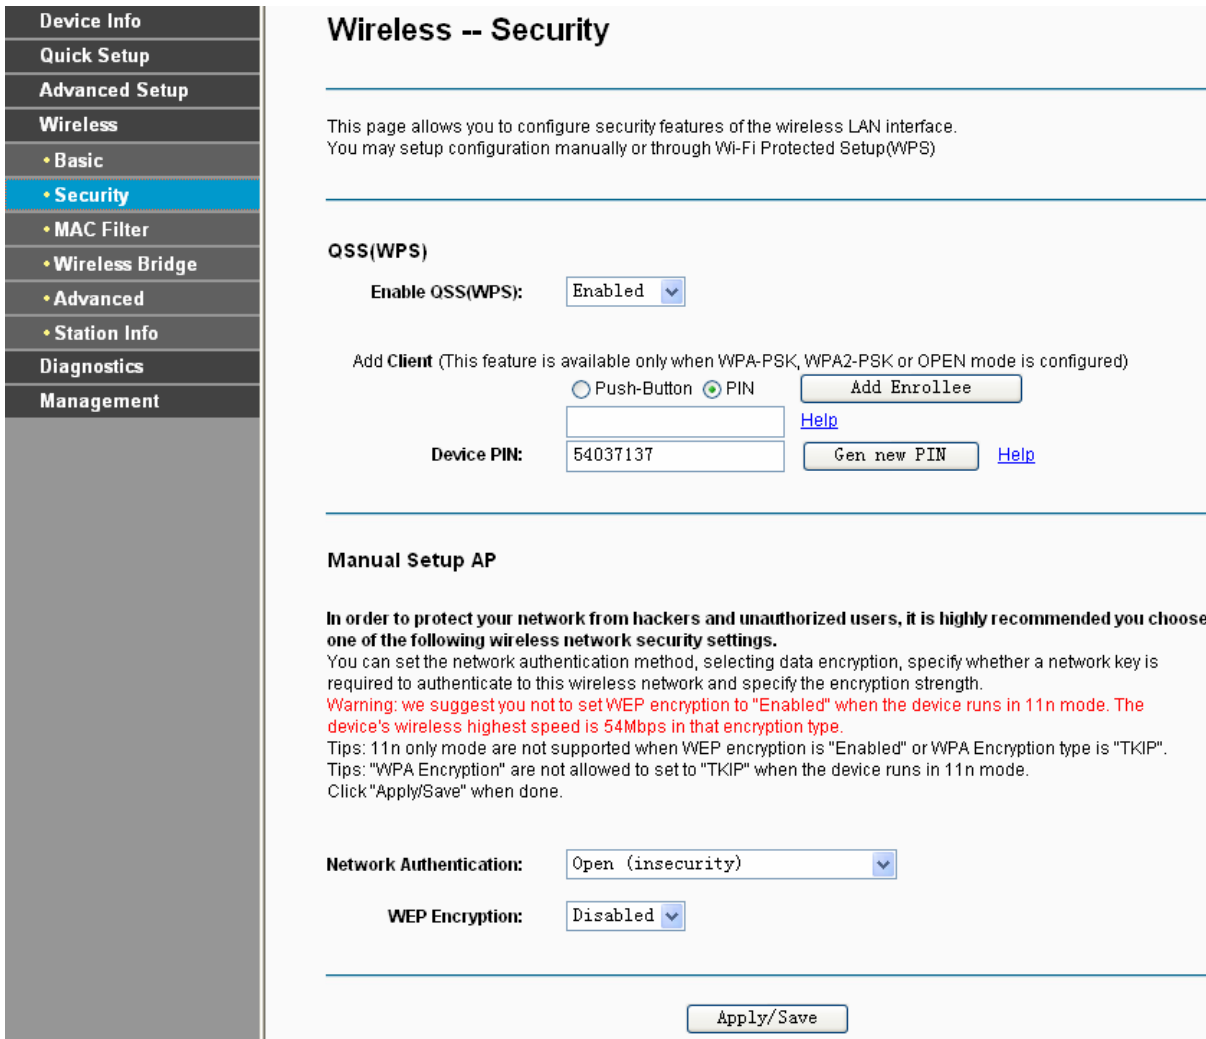 Device Info
Quick Setup
Advanced Setup
Wireless
Basic
Security
MAC Filter
Wireless Bridge
Advanced
Station Info
Diagnostics
Management
Wireless -- Security
This page allows you to configure security features of the wireless LAN interface.
You may setup configuration manually or through Wi-Fi Protected Setup(WPS)
QSS(WPS)
Enable QSS(WPS): Enabled
Add Client (This feature is available only when WPA-PSK, WPA2-PSK or OPEN mode is configured)
Push-Button PIN Add Enrollee
Help
Device PIN: 54037137 Gen new PIN Help
Manual Setup AP
In order to protect your network from hackers and unauthorized users, it is highly recommended you choose
one of the following wireless network security settings.
You can set the network authentication method, selecting data encryption, specify whether a network key is
required to authenticate to this wireless network and specify the encryption strength.
Warning: we suggest you not to set WEP encryption to "Enabled" when the device runs in 11n mode. The
device's wireless highest speed is 54Mbps in that encryption type.
Tips: 11n only mode are not supported when WEP encryption is "Enabled" or WPA Encryption type is "TKIP".
Tips: "WPA Encryption" are not allowed to set to "TKIP" when the device runs in 11n mode.
Click "Apply/Save" when done.
Network Authentication: Open (insecurity)
WEP Encryption: Disabled
Apply/Save